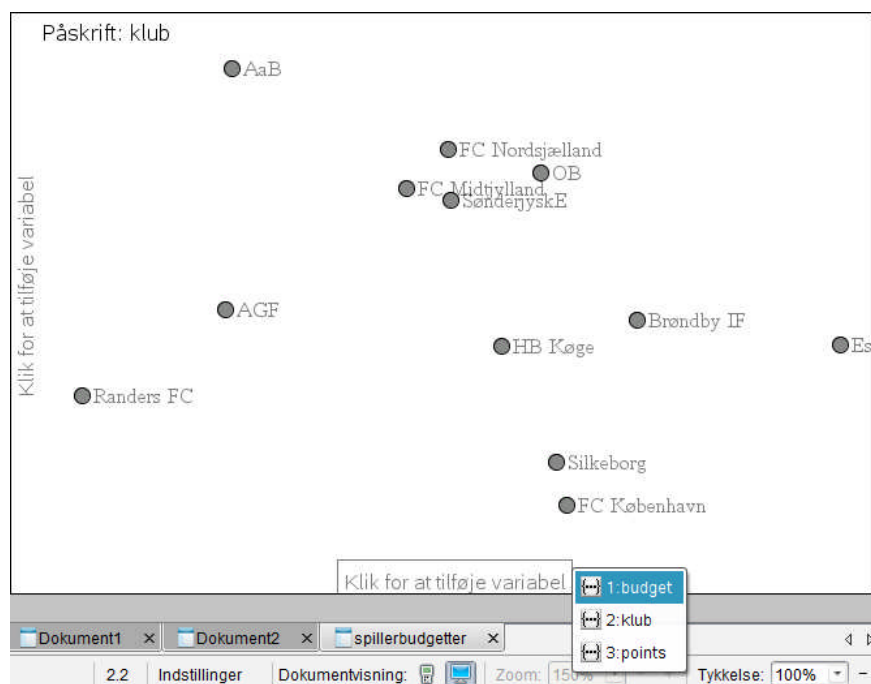 Påskrift: klub
AaB
FC Nordsjælland
OB
FC Midtjylland
SønderjyskE
Klik for at tilføje variabel
AGF
Brøndby IF
HB Køge
Es
Randers FC
Silkeborg
FC København
Klik for at tilføje variabel
1:budget
2:klub
3:points
Dokument1 Dokument2 spillerbudgetter
2.2 Indstillinger Dokumentvisning: Zoom: 150% Tykkelse: 100%